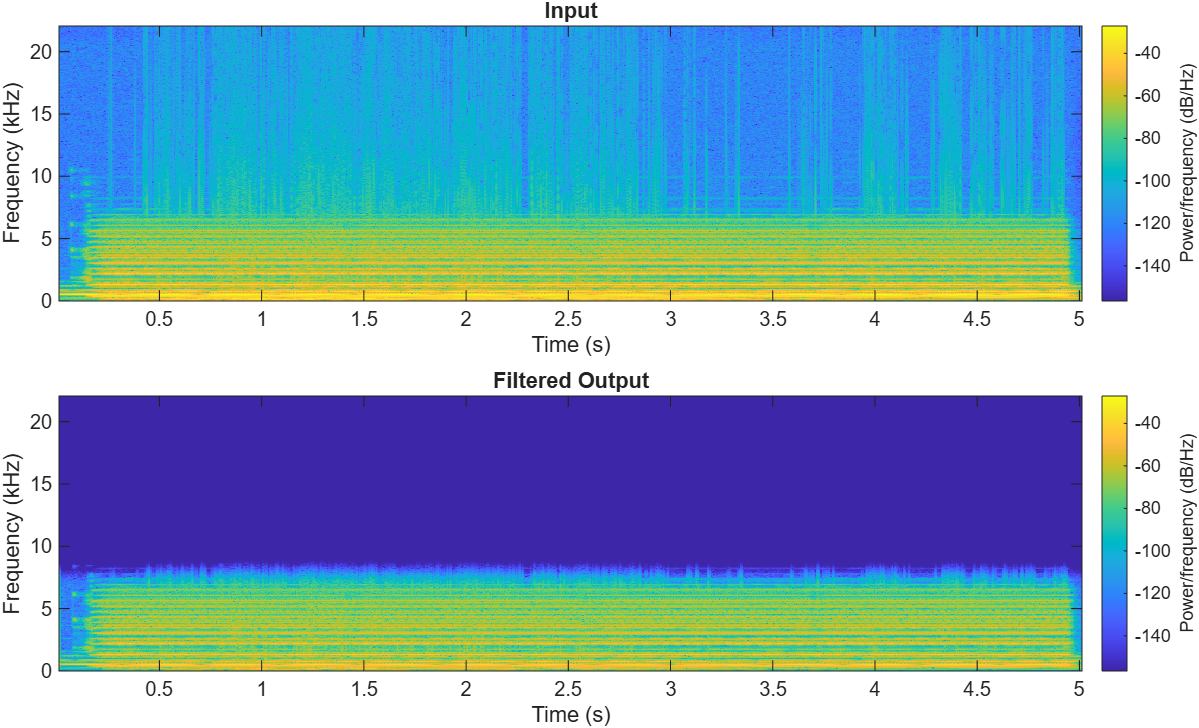 Input
Frequency (kHz)
20
15
10
5
0
0.5 1 1.5 2 2.5 3 3.5 4 4.5 5
Time (s)
-40
-60
-80
-100
-120
-140
Power/frequency (dB/Hz)
Filtered Output
Frequency (kHz)
20
15
10
5
0
0.5 1 1.5 2 2.5 3 3.5 4 4.5 5
Time (s)
-40
-60
-80
-100
-120
-140
Power/frequency (dB/Hz)